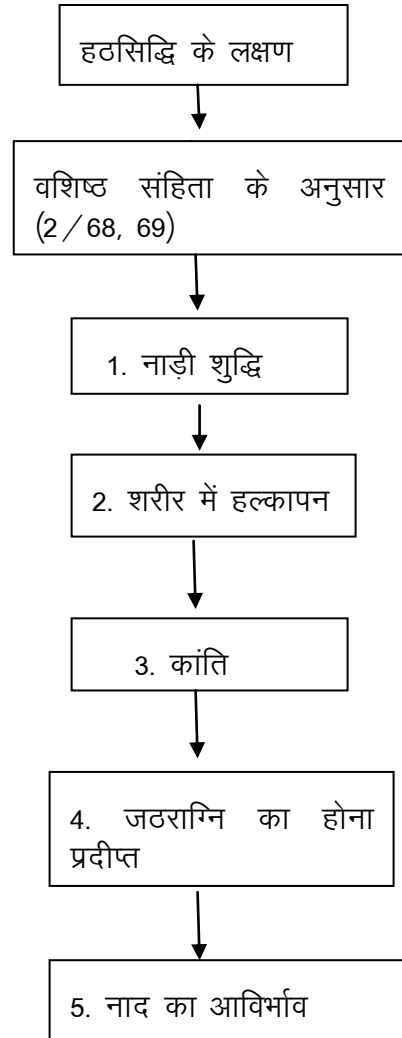 हठसिद्धि के लक्षण
वशिष्ठ संहिता के अनुसार
(2/68, 69)
1. नाड़ी शुद्धि
2. शरीर में हल्कापन
3. कांति
4. जठराग्नि का होना
प्रदीप्त
5. नाद का आविर्भाव